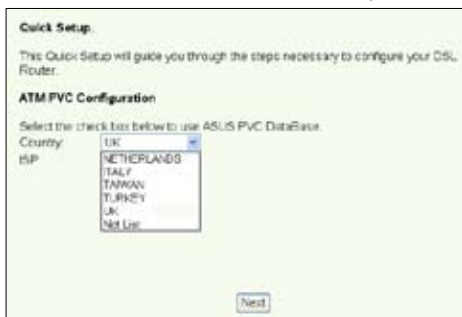 Quick Setup.
This Quick Setup will guide you through the steps necessary to configure your DSL
Router.
ATM PVC Configuration
Select the check box below to use ASUS PVC DataBase.
Country: UK
ISP NETHERLANDS
ITALY
TAIWAN
TURKEY
UK
Not List
Next